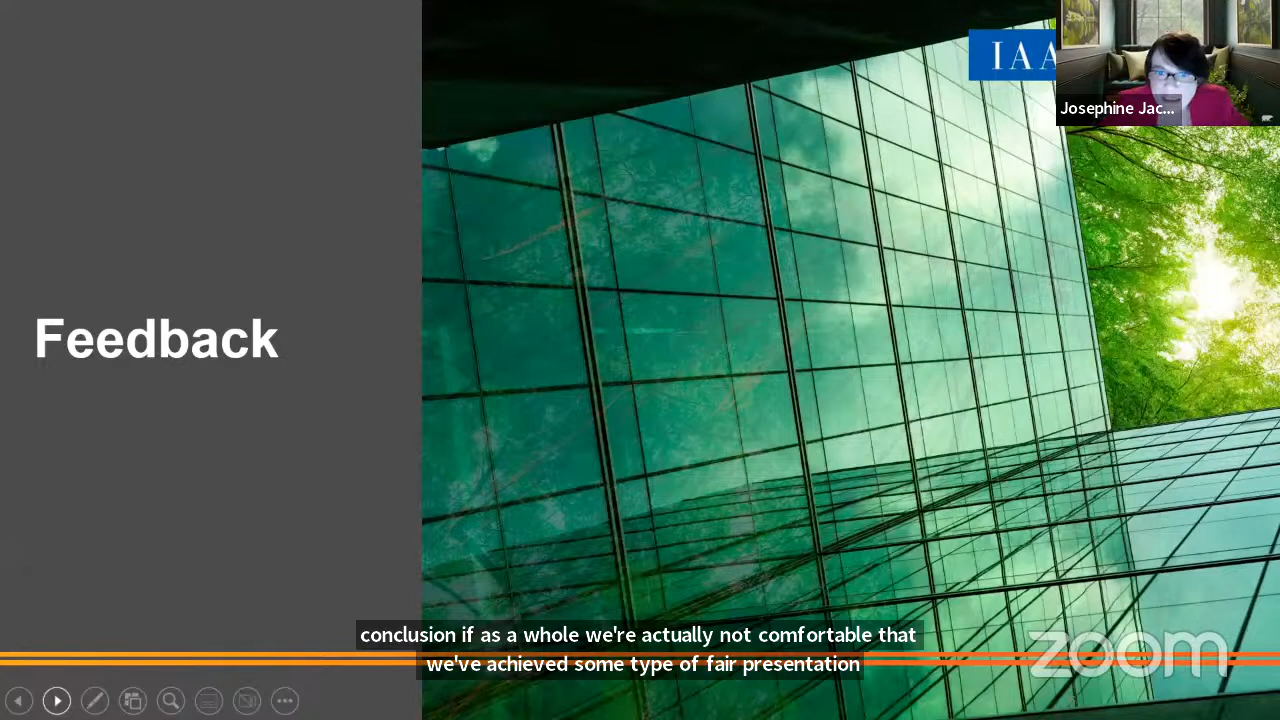 IAA
Josephine Jac...
Feedback
conclusion if as a whole we're actually not comfortable that
we've achieved some type of fair presentation
zoom